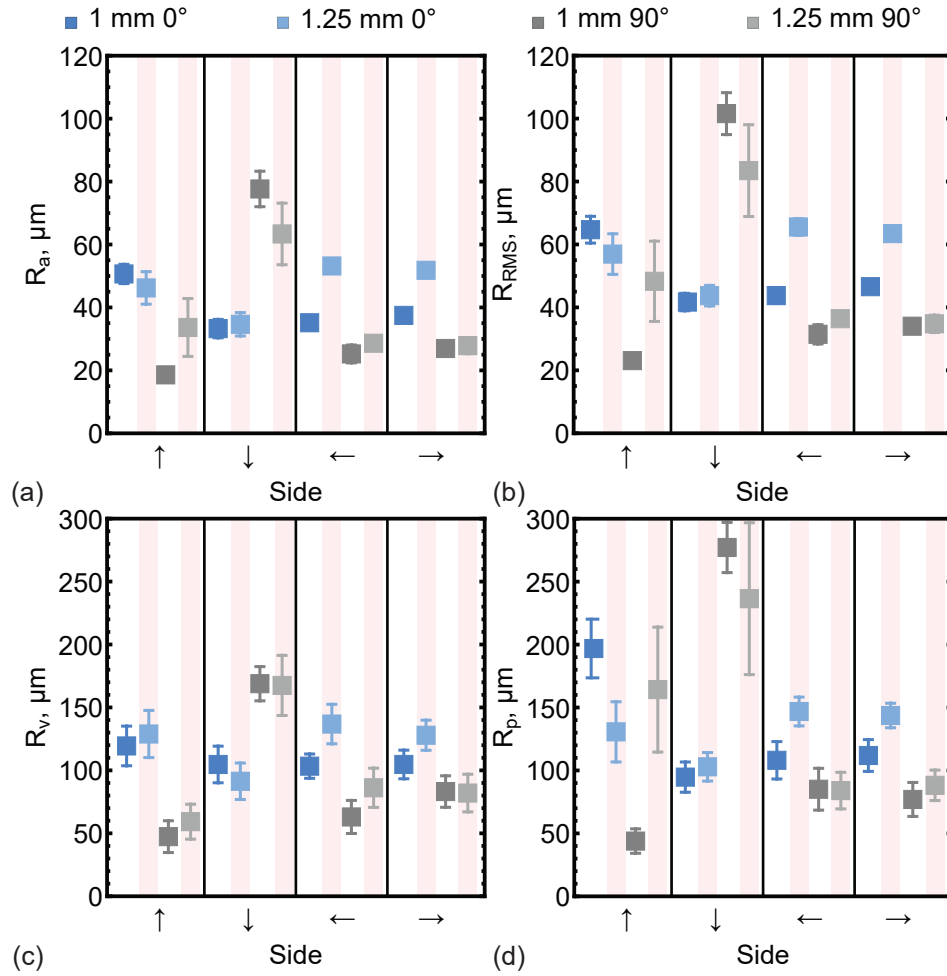 1 mm 0° 1.25 mm 0° 1 mm 90° 1.25 mm 90°
120
100
80
60
40
20
0
Rₐ, µm
↑ ↓ ← →
(a) Side
120
100
80
60
40
20
0
R_RMS, µm
↑ ↓ ← →
(b) Side
300
250
200
150
100
50
0
Rᵥ, µm
↑ ↓ ← →
(c) Side
300
250
200
150
100
50
0
Rₚ, µm
↑ ↓ ← →
(d) Side